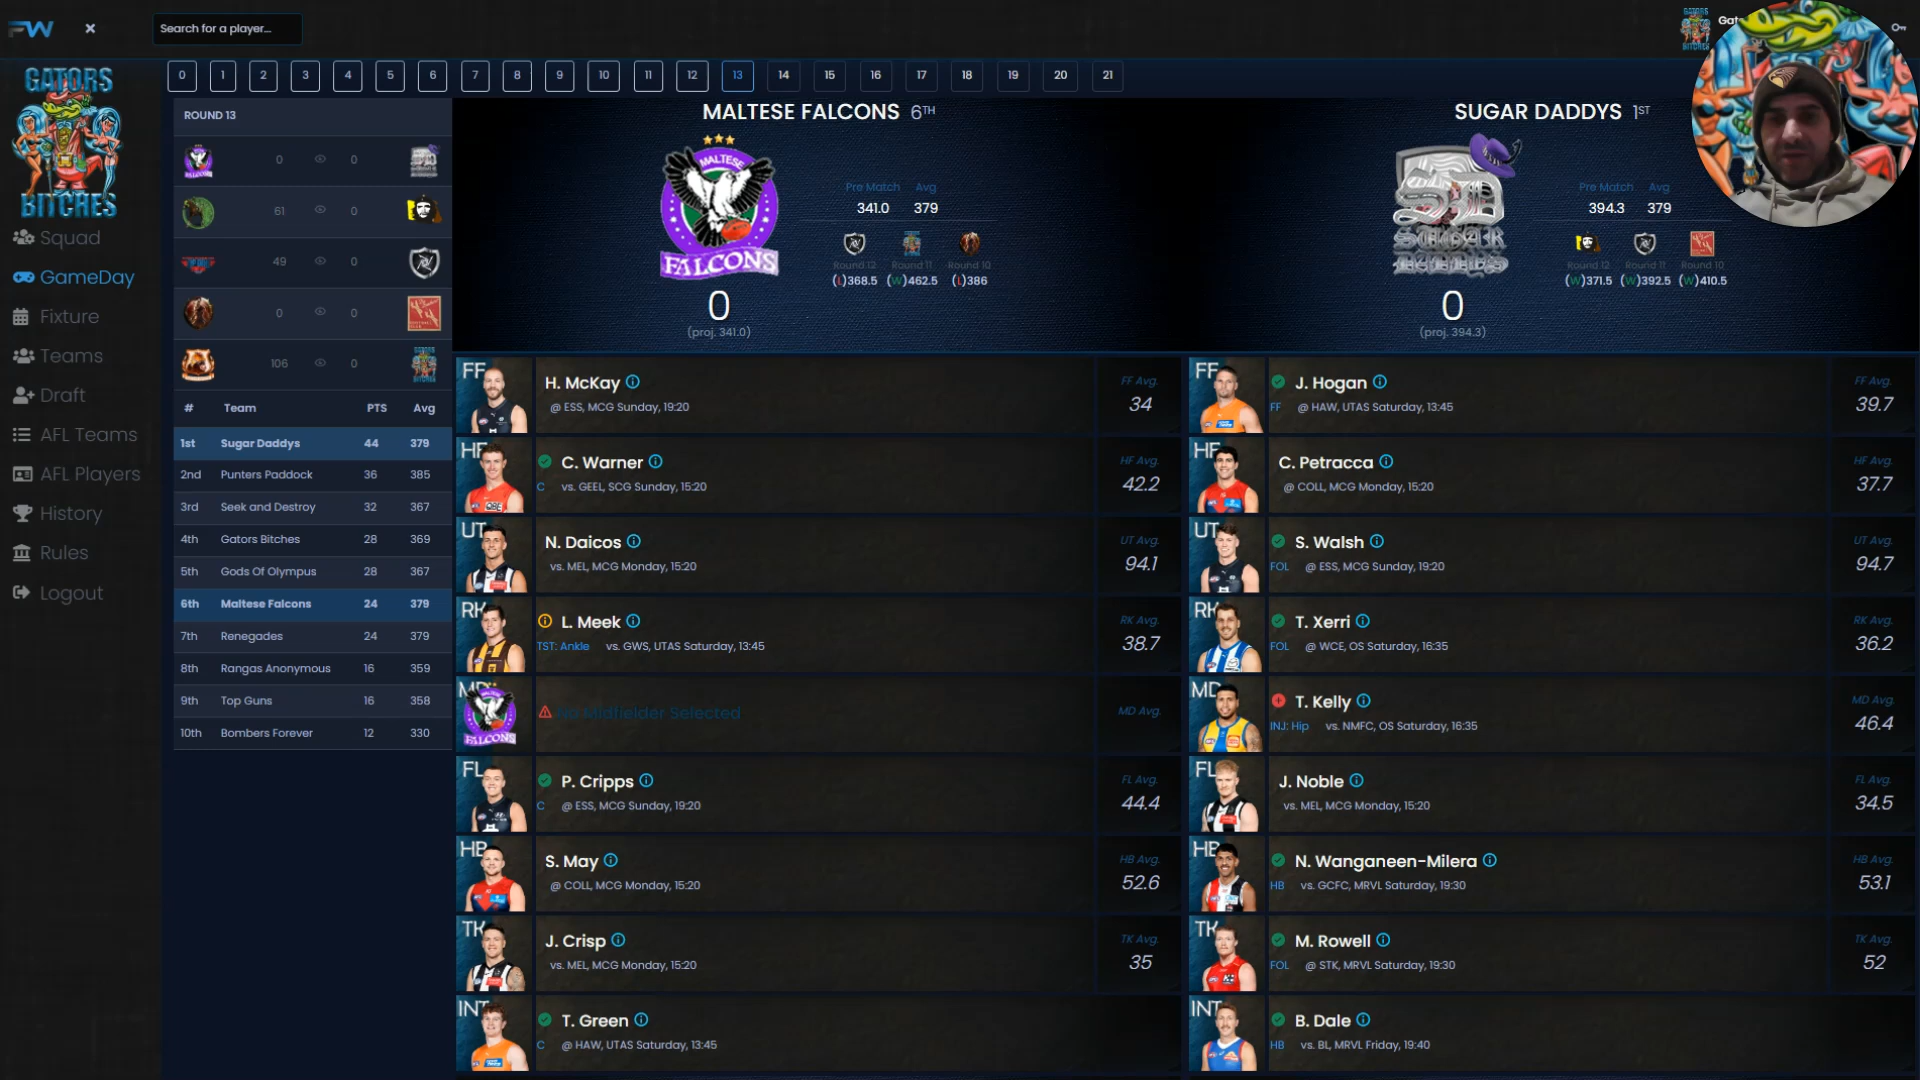 FW
×
Search for a player...
Gat
GATORS
BITCHES
Squad
GameDay
Fixture
Teams
Draft
AFL Teams
AFL Players
History
Rules
Logout
0 1 2 3 4 5 6 7 8 9 10 11 12 13 14 15 16 17 18 19 20 21
ROUND 13
0 0
61 0
49 0
0 0
106 0
# Team PTS Avg
1st Sugar Daddys 44 379
2nd Punters Paddock 36 385
3rd Seek and Destroy 32 367
4th Gators Bitches 28 369
5th Gods Of Olympus 28 367
6th Maltese Falcons 24 379
7th Renegades 24 379
8th Rangas Anonymous 16 359
9th Top Guns 16 358
10th Bombers Forever 12 330
MALTESE FALCONS 6TH
MALTESE
FALCONS
Pre Match Avg
341.0 379
Round 12 Round 11 Round 10
(L)368.5 (W)462.5 (L)386
0
(proj. 341.0)
SUGAR DADDYS 1ST
Pre Match Avg
394.3 379
Round 12 Round 11 Round 10
(W)371.5 (W)392.5 (W)410.5
0
(proj. 394.3)
FF
H. McKay
@ ESS, MCG Sunday, 19:20
FF Avg.
34
HF
C. Warner
C vs. GEEL, SCG Sunday, 15:20
HF Avg.
42.2
UT
N. Daicos
vs. MEL, MCG Monday, 15:20
UT Avg.
94.1
RK
L. Meek
TST: Ankle vs. GWS, UTAS Saturday, 13:45
RK Avg.
38.7
MD
No Midfielder Selected
MD Avg.
FL
P. Cripps
C @ ESS, MCG Sunday, 19:20
FL Avg.
44.4
HB
S. May
@ COLL, MCG Monday, 15:20
HB Avg.
52.6
TK
J. Crisp
vs. MEL, MCG Monday, 15:20
TK Avg.
35
INT
T. Green
C @ HAW, UTAS Saturday, 13:45
FF
J. Hogan
FF @ HAW, UTAS Saturday, 13:45
FF Avg.
39.7
HF
C. Petracca
@ COLL, MCG Monday, 15:20
HF Avg.
37.7
UT
S. Walsh
FOL @ ESS, MCG Sunday, 19:20
UT Avg.
94.7
RK
T. Xerri
FOL @ WCE, OS Saturday, 16:35
RK Avg.
36.2
MD
T. Kelly
INJ: Hip vs. NMFC, OS Saturday, 16:35
MD Avg.
46.4
FL
J. Noble
vs. MEL, MCG Monday, 15:20
FL Avg.
34.5
HB
N. Wanganeen-Milera
HB vs. GCFC, MRVL Saturday, 19:30
HB Avg.
53.1
TK
M. Rowell
FOL @ STK, MRVL Saturday, 19:30
TK Avg.
52
INT
B. Dale
HB vs. BL, MRVL Friday, 19:40